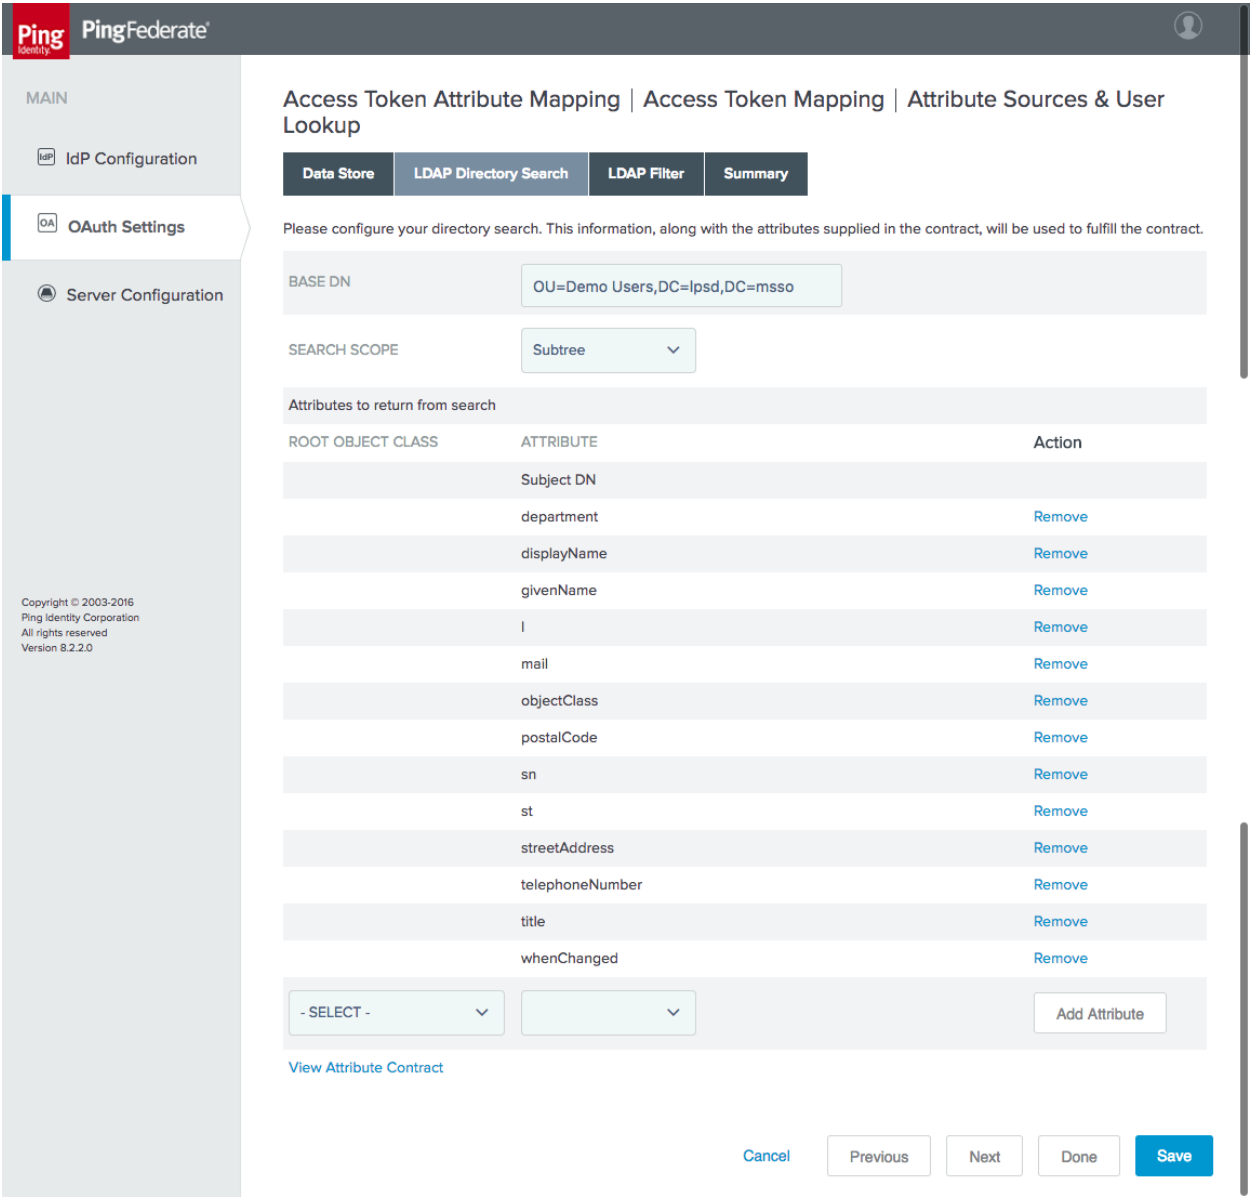 Ping
Identity.
PingFederate®
MAIN
IdP IdP Configuration
OA OAuth Settings
Server Configuration
Copyright © 2003-2016
Ping Identity Corporation
All rights reserved
Version 8.2.2.0
Access Token Attribute Mapping | Access Token Mapping | Attribute Sources & User
Lookup
Data Store LDAP Directory Search LDAP Filter Summary
Please configure your directory search. This information, along with the attributes supplied in the contract, will be used to fulfill the contract.
BASE DN OU=Demo Users,DC=lpsd,DC=msso
SEARCH SCOPE Subtree
Attributes to return from search
ROOT OBJECT CLASS ATTRIBUTE Action
Subject DN
department Remove
displayName Remove
givenName Remove
l Remove
mail Remove
objectClass Remove
postalCode Remove
sn Remove
st Remove
streetAddress Remove
telephoneNumber Remove
title Remove
whenChanged Remove
- SELECT - Add Attribute
View Attribute Contract
Cancel Previous Next Done Save